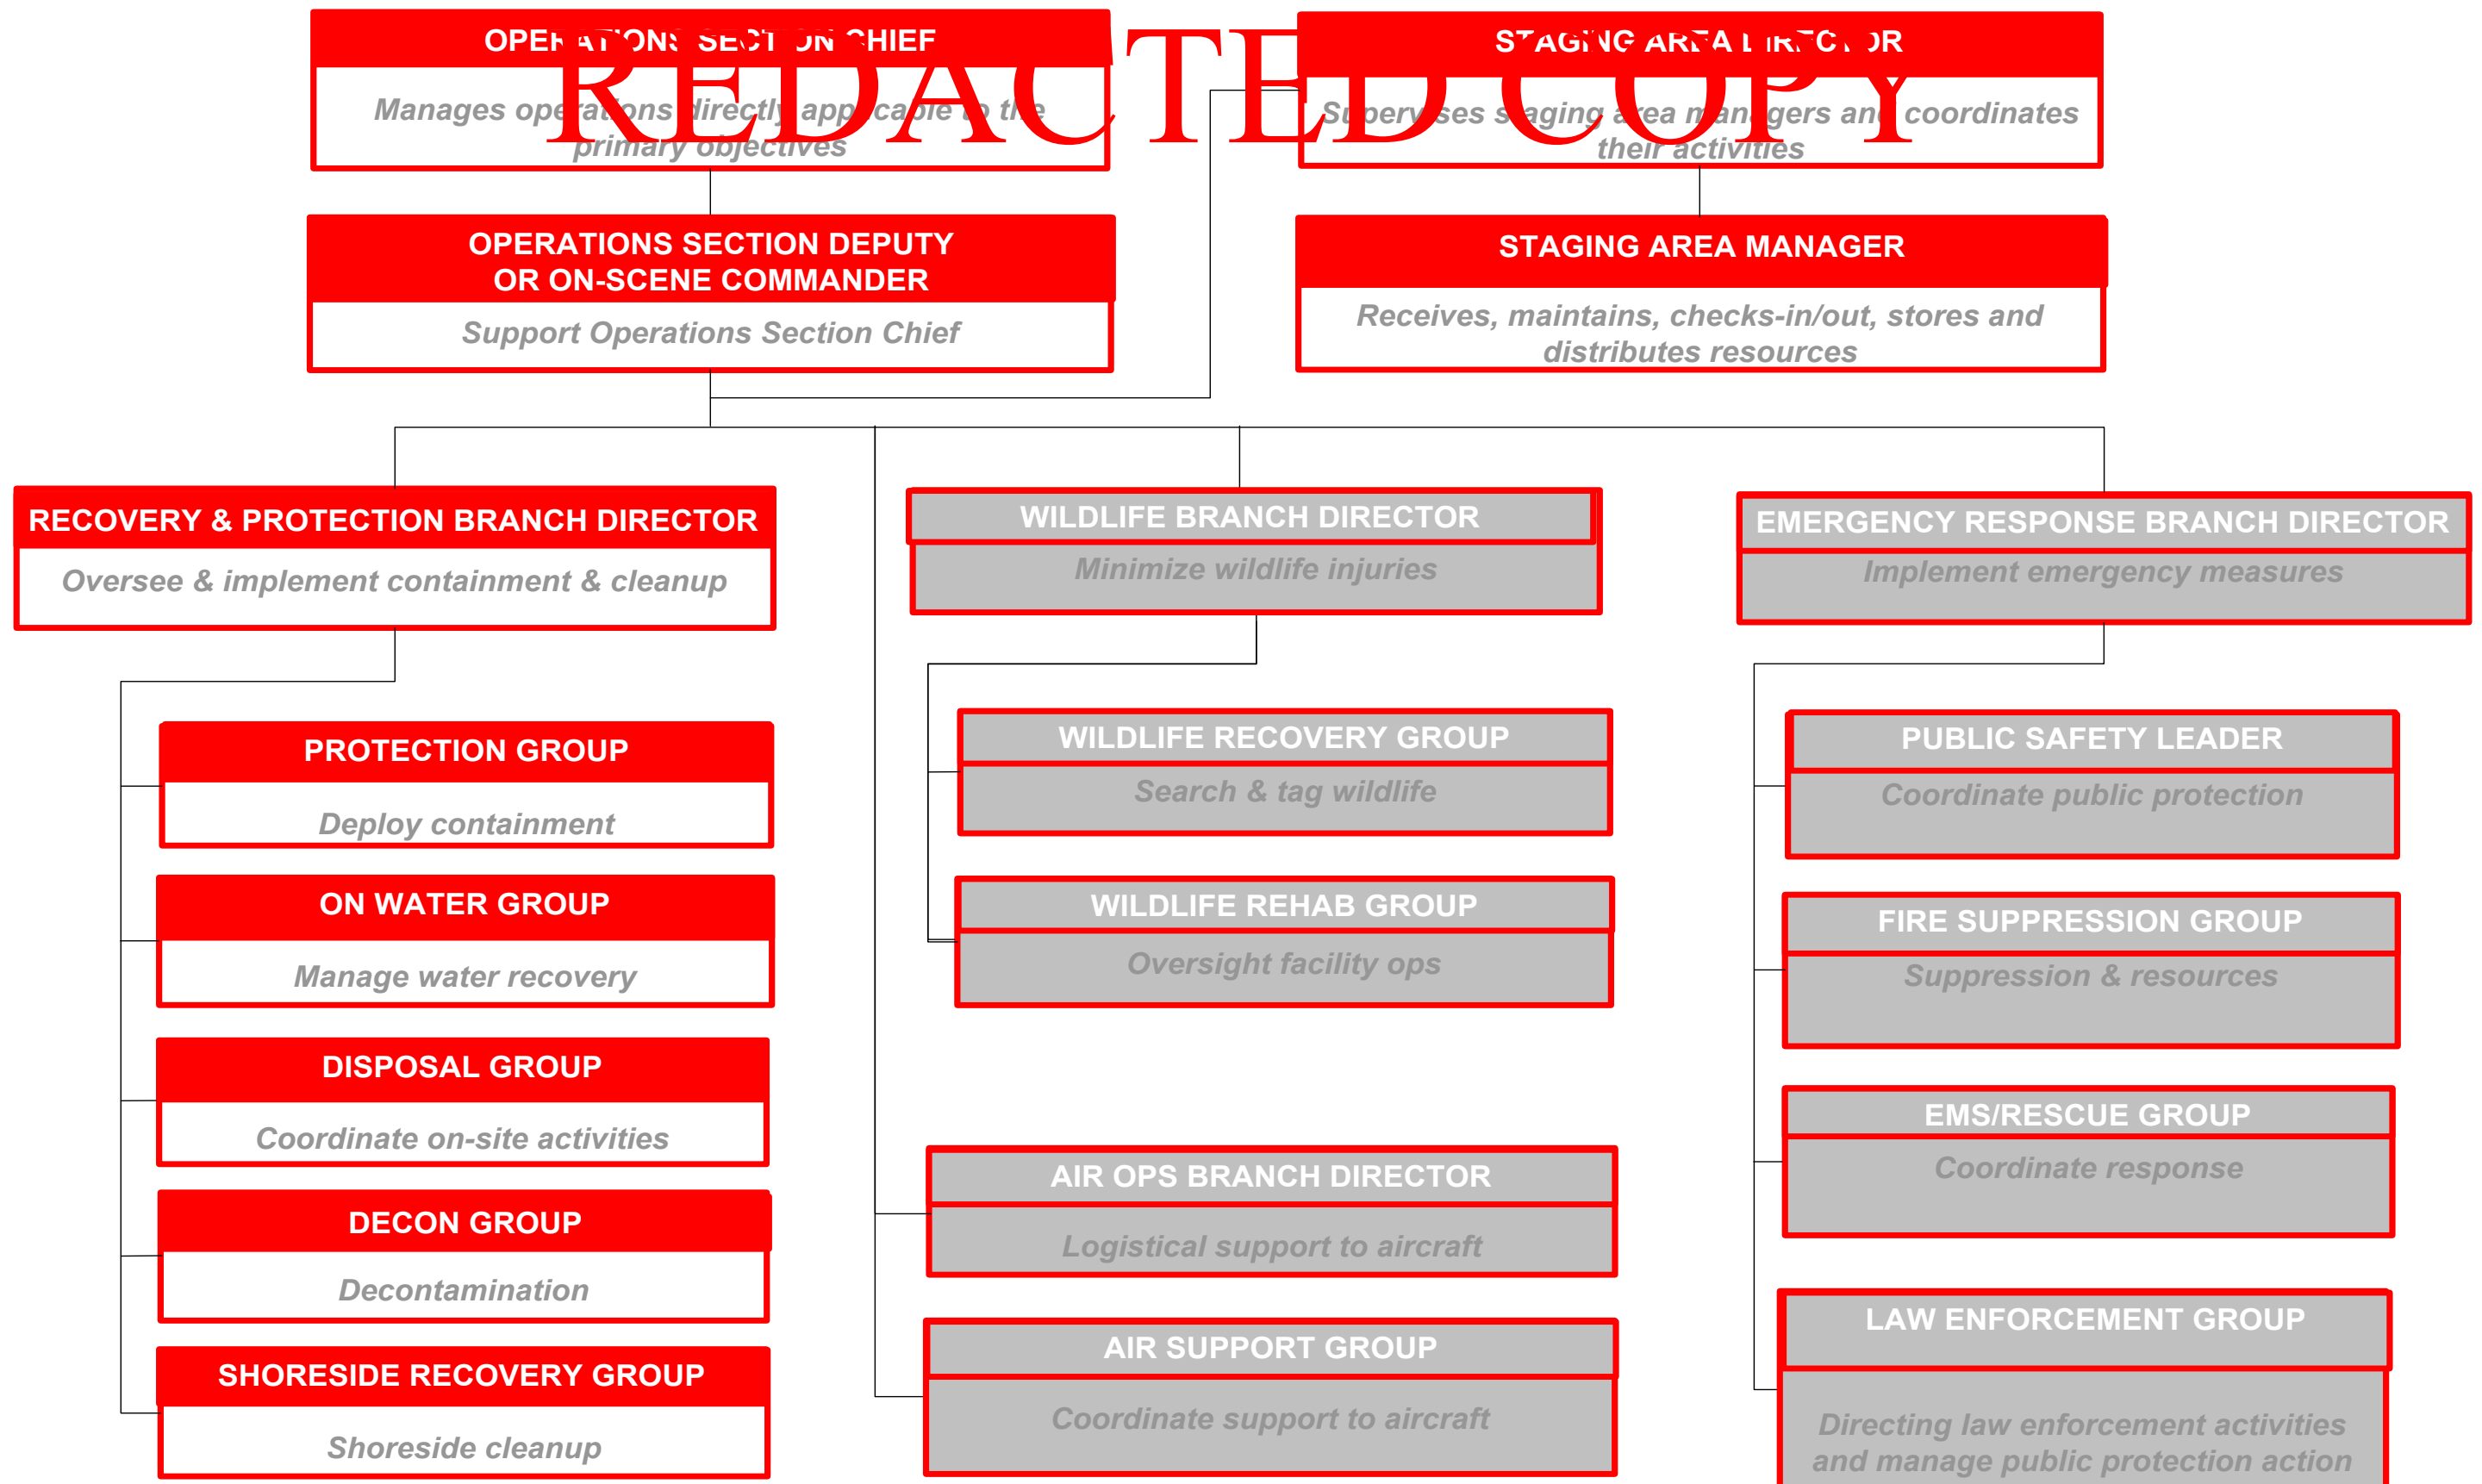 REDACTED COPY
OPERATIONS SECTION CHIEF
Manages operations directly applicable to the
primary objectives
STAGING AREA DIRECTOR
Supervises staging area managers and coordinates
their activities
OPERATIONS SECTION DEPUTY
OR ON-SCENE COMMANDER
Support Operations Section Chief
STAGING AREA MANAGER
Receives, maintains, checks-in/out, stores and
distributes resources
RECOVERY & PROTECTION BRANCH DIRECTOR
Oversee & implement containment & cleanup
PROTECTION GROUP
Deploy containment
ON WATER GROUP
Manage water recovery
DISPOSAL GROUP
Coordinate on-site activities
DECON GROUP
Decontamination
SHORESIDE RECOVERY GROUP
Shoreside cleanup
WILDLIFE BRANCH DIRECTOR
Minimize wildlife injuries
WILDLIFE RECOVERY GROUP
Search & tag wildlife
WILDLIFE REHAB GROUP
Oversight facility ops
AIR OPS BRANCH DIRECTOR
Logistical support to aircraft
AIR SUPPORT GROUP
Coordinate support to aircraft
EMERGENCY RESPONSE BRANCH DIRECTOR
Implement emergency measures
PUBLIC SAFETY LEADER
Coordinate public protection
FIRE SUPPRESSION GROUP
Suppression & resources
EMS/RESCUE GROUP
Coordinate response
LAW ENFORCEMENT GROUP
Directing law enforcement activities
and manage public protection action